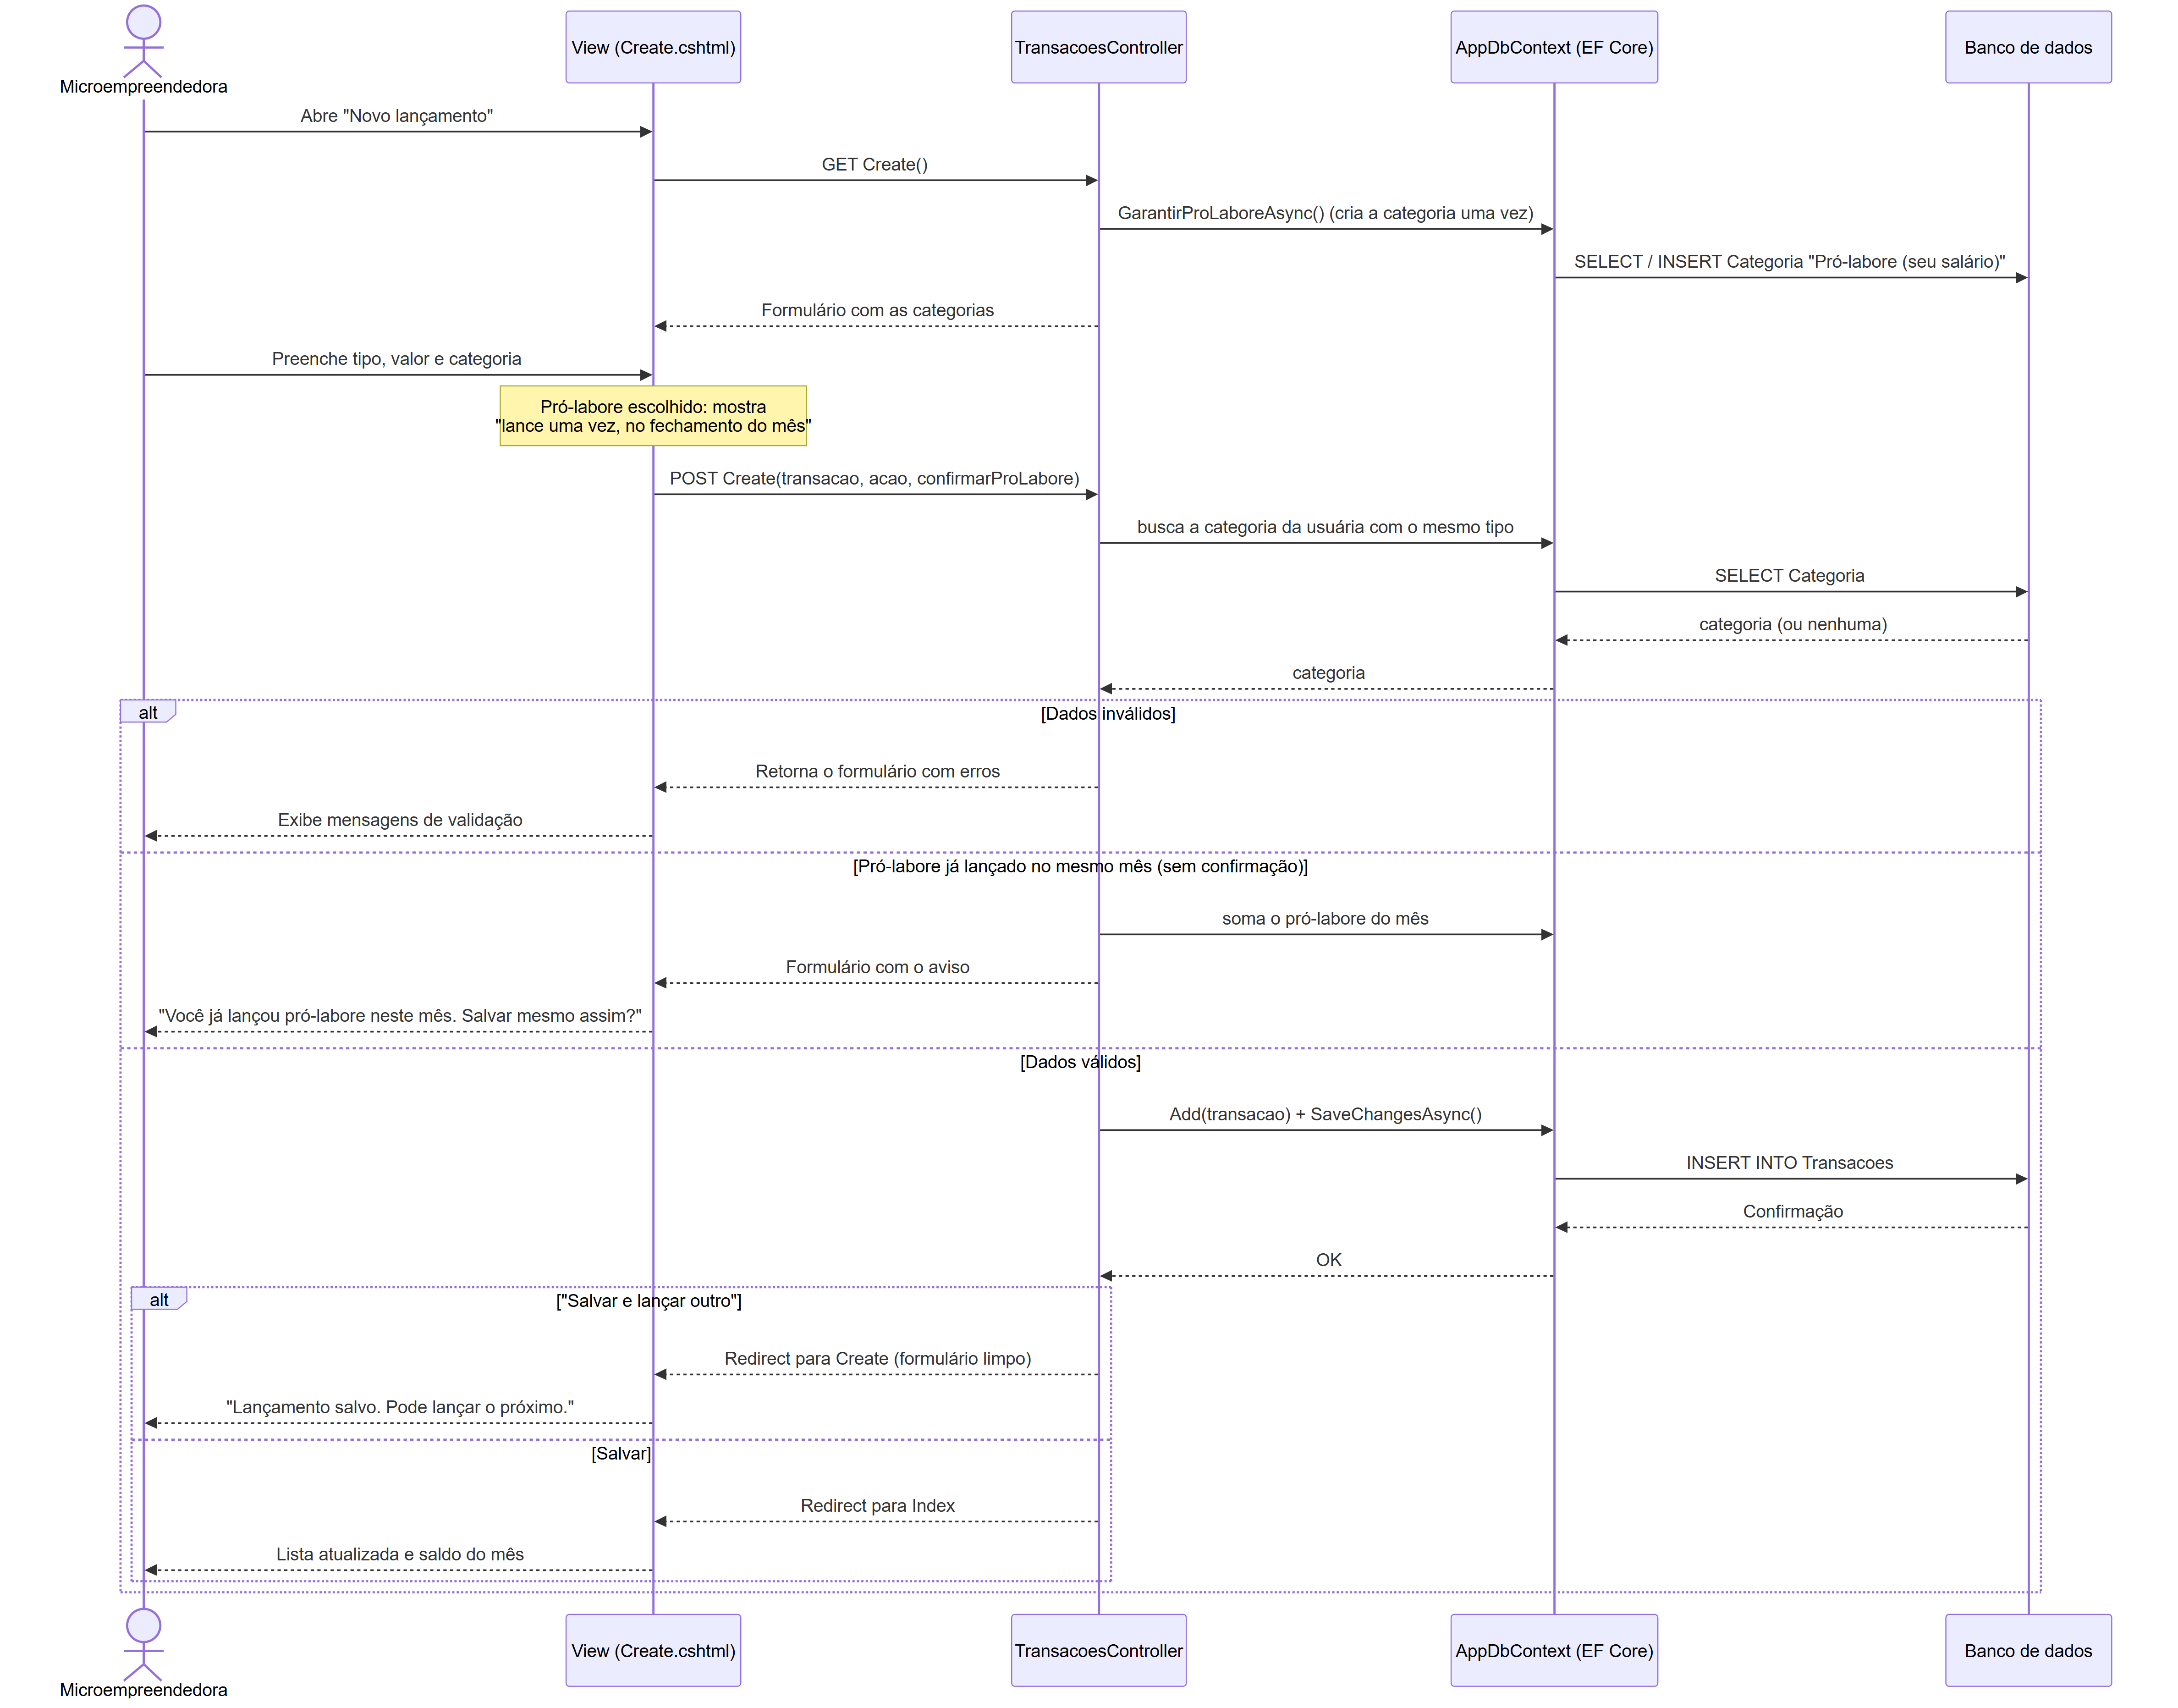 Microempreendedora
View (Create.cshtml)
TransacoesController
AppDbContext (EF Core)
Banco de dados
Abre "Novo lançamento"
GET Create()
GarantirProLaboreAsync() (cria a categoria uma vez)
SELECT / INSERT Categoria "Pró-labore (seu salário)"
Formulário com as categorias
Preenche tipo, valor e categoria
Pró-labore escolhido: mostra
"lance uma vez, no fechamento do mês"
POST Create(transacao, acao, confirmarProLabore)
busca a categoria da usuária com o mesmo tipo
SELECT Categoria
categoria (ou nenhuma)
categoria
alt
[Dados inválidos]
Retorna o formulário com erros
Exibe mensagens de validação
[Pró-labore já lançado no mesmo mês (sem confirmação)]
soma o pró-labore do mês
Formulário com o aviso
"Você já lançou pró-labore neste mês. Salvar mesmo assim?"
[Dados válidos]
Add(transacao) + SaveChangesAsync()
INSERT INTO Transacoes
Confirmação
OK
alt
["Salvar e lançar outro"]
Redirect para Create (formulário limpo)
"Lançamento salvo. Pode lançar o próximo."
[Salvar]
Redirect para Index
Lista atualizada e saldo do mês
Microempreendedora
View (Create.cshtml)
TransacoesController
AppDbContext (EF Core)
Banco de dados